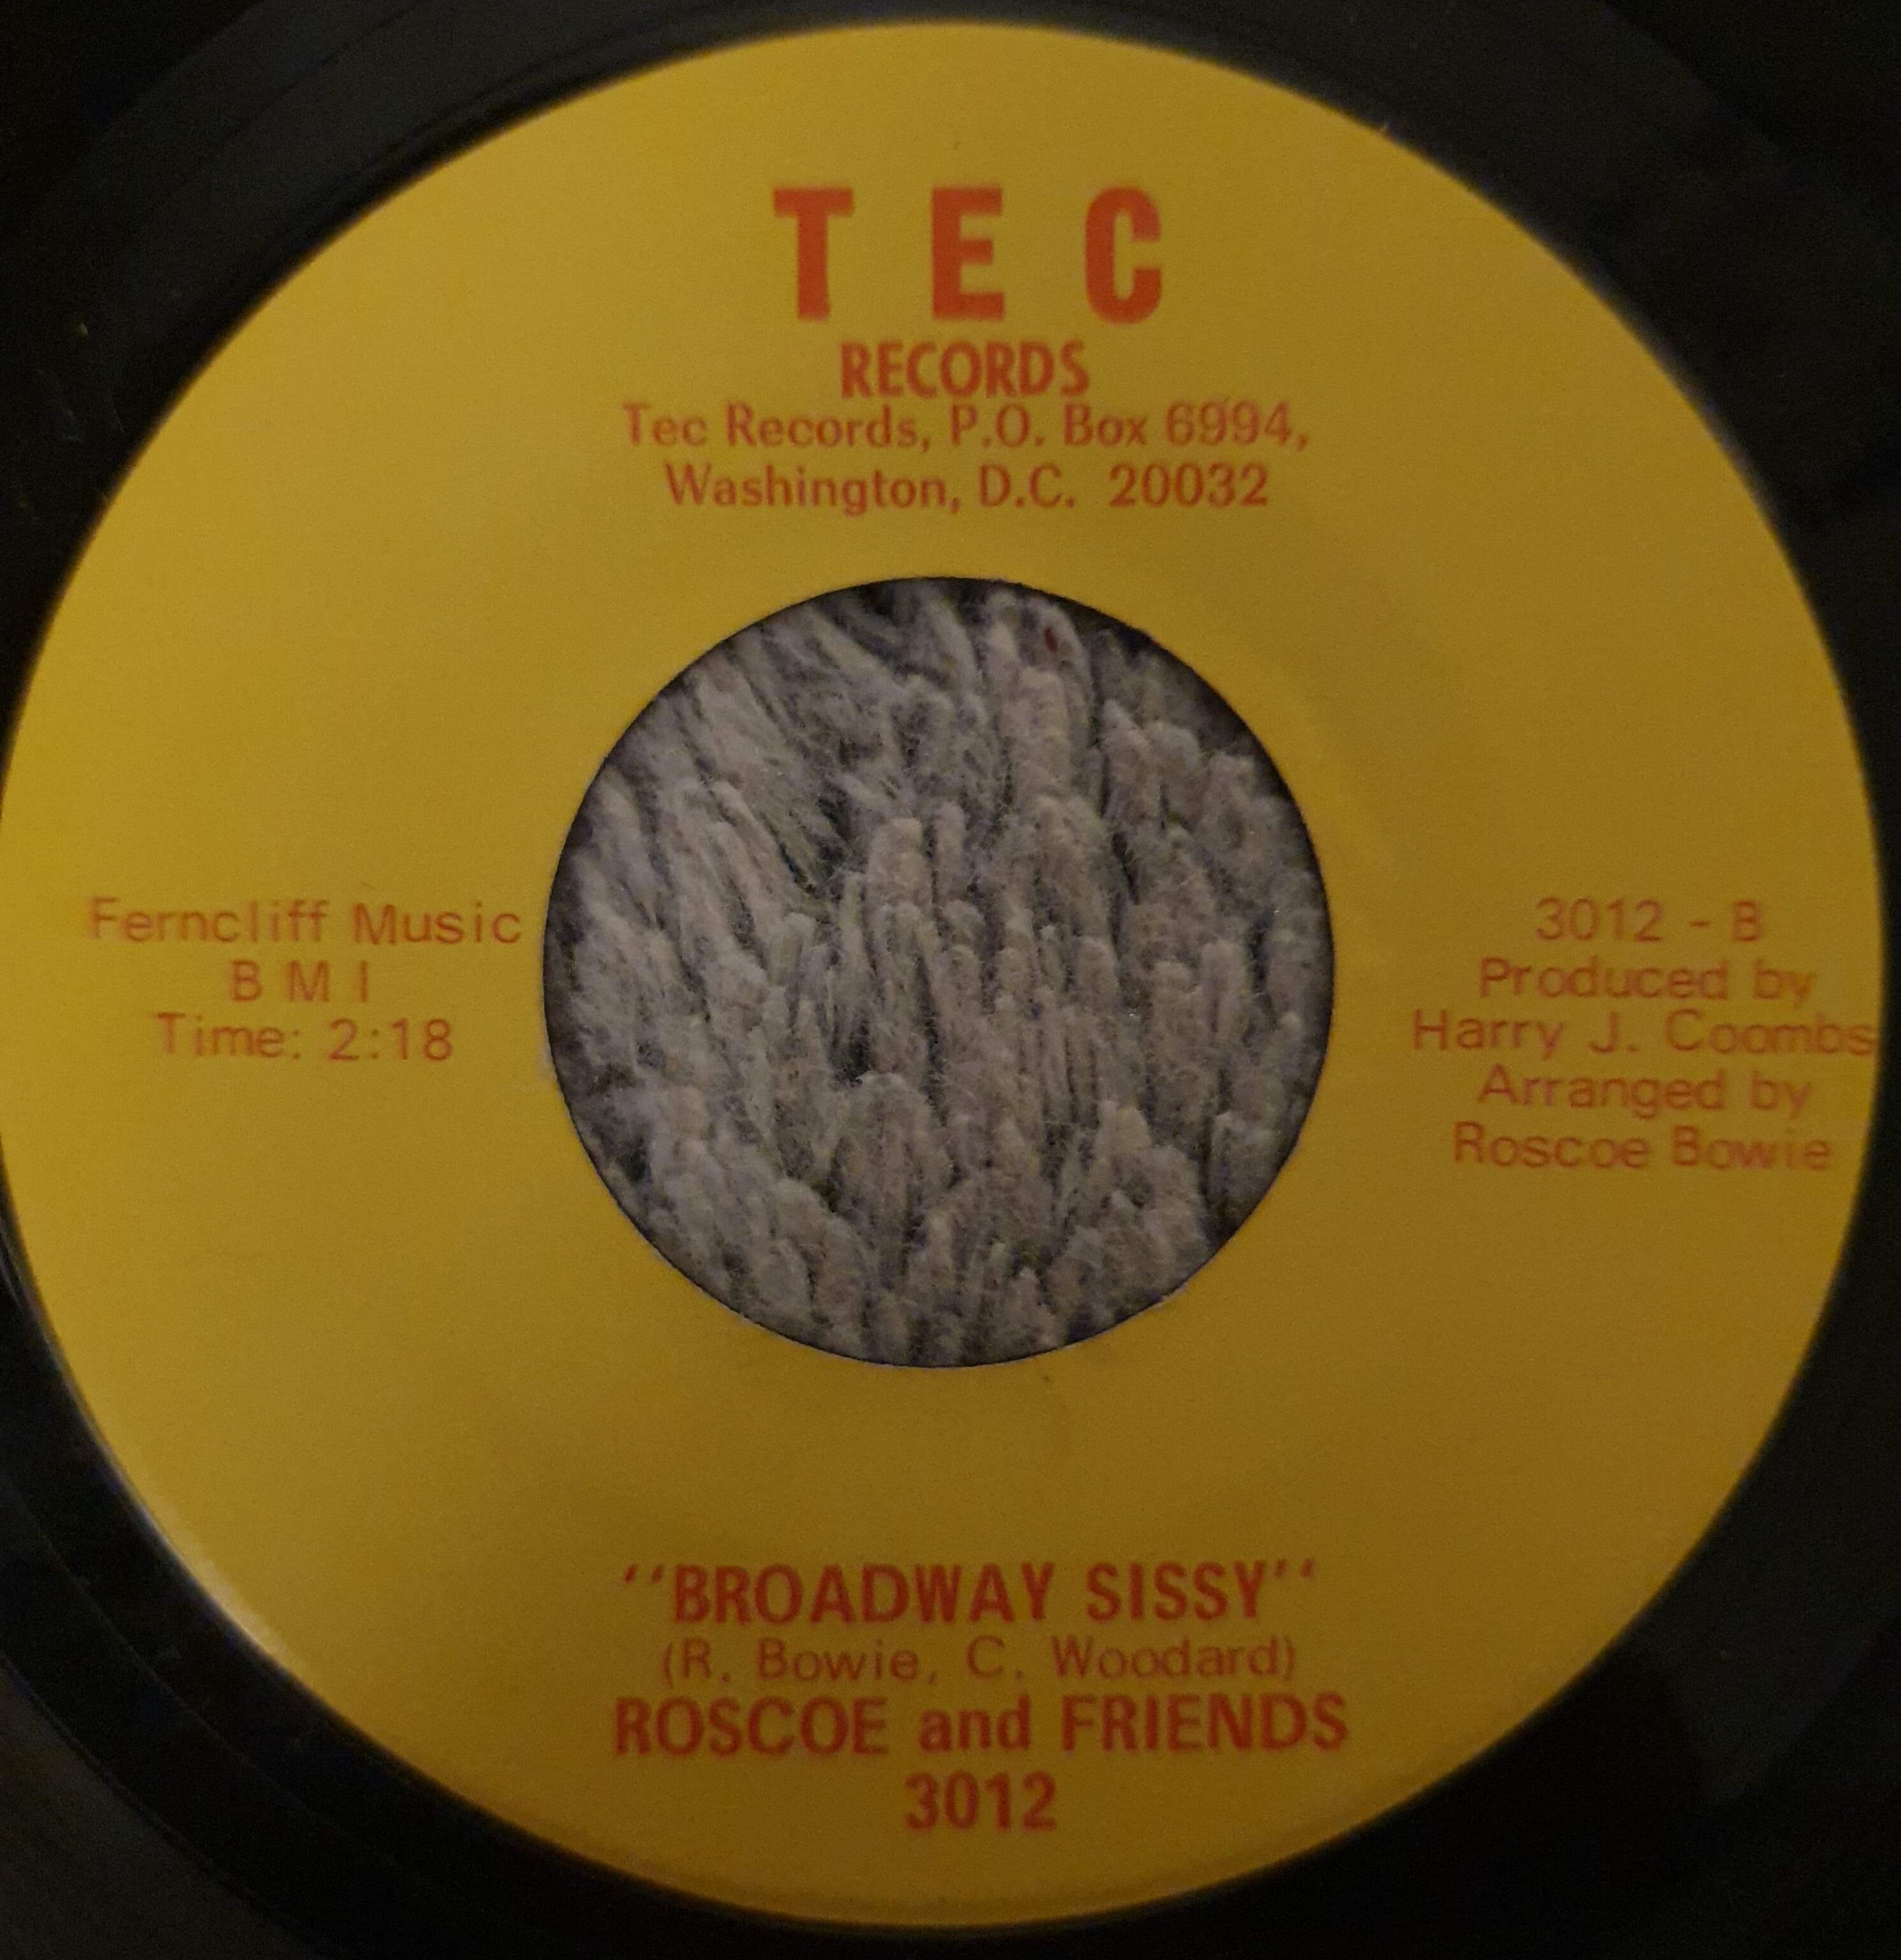 T E C
RECORDS
Tec Records, P.O. Box 6994,
Washington, D.C. 20032
Ferncliff Music
B M I
Time: 2:18
3012 - B
Produced by
Harry J. Coombs
Arranged by
Roscoe Bowie
"BROADWAY SISSY"
(R. Bowie, C. Woodard)
ROSCOE and FRIENDS
3012